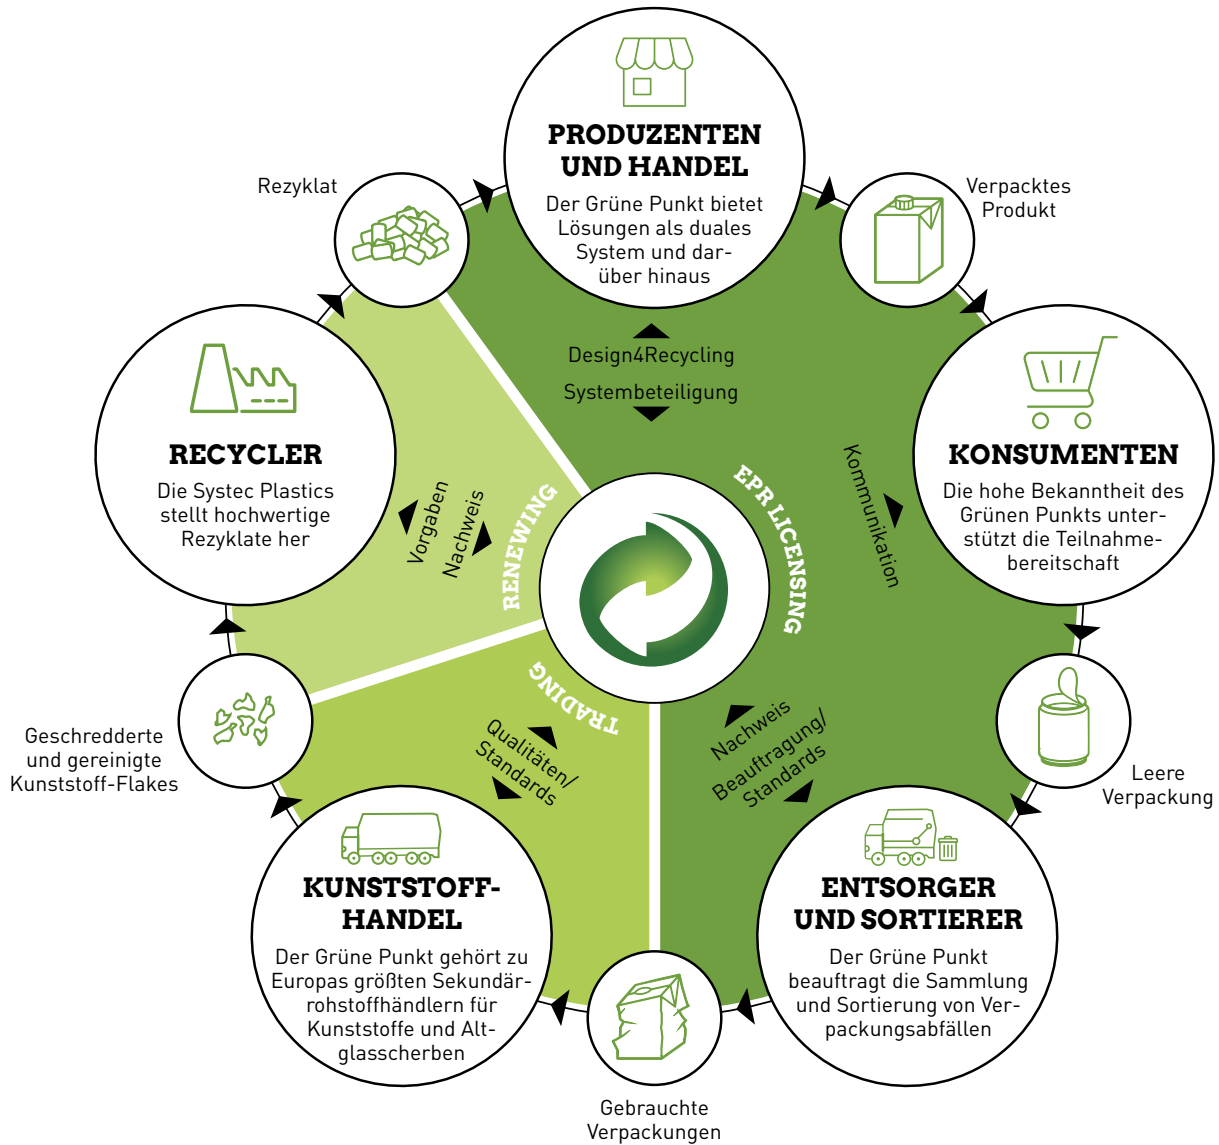 PRODUZENTEN
UND HANDEL
Der Grüne Punkt bietet
Lösungen als duales
System und dar-
über hinaus
Verpacktes
Produkt
KONSUMENTEN
Die hohe Bekanntheit des
Grünen Punkts unter-
stützt die Teilnahme-
bereitschaft
Leere
Verpackung
ENTSORGER
UND SORTIERER
Der Grüne Punkt
beauftragt die Sammlung
und Sortierung von Ver-
packungsabfällen
Gebrauchte
Verpackungen
KUNSTSTOFF-
HANDEL
Der Grüne Punkt gehört zu
Europas größten Sekundär-
rohstoffhändlern für
Kunststoffe und Alt-
glasscherben
Geschredderte
und gereinigte
Kunststoff-Flakes
RECYCLER
Die Systec Plastics
stellt hochwertige
Rezyklate her
Rezyklat
Design4Recycling
Systembeteiligung
EPR LICENSING
Kommunikation
Nachweis
Beauftragung/
Standards
TRADING
Qualitäten/
Standards
RENEWING
Vorgaben
Nachweis